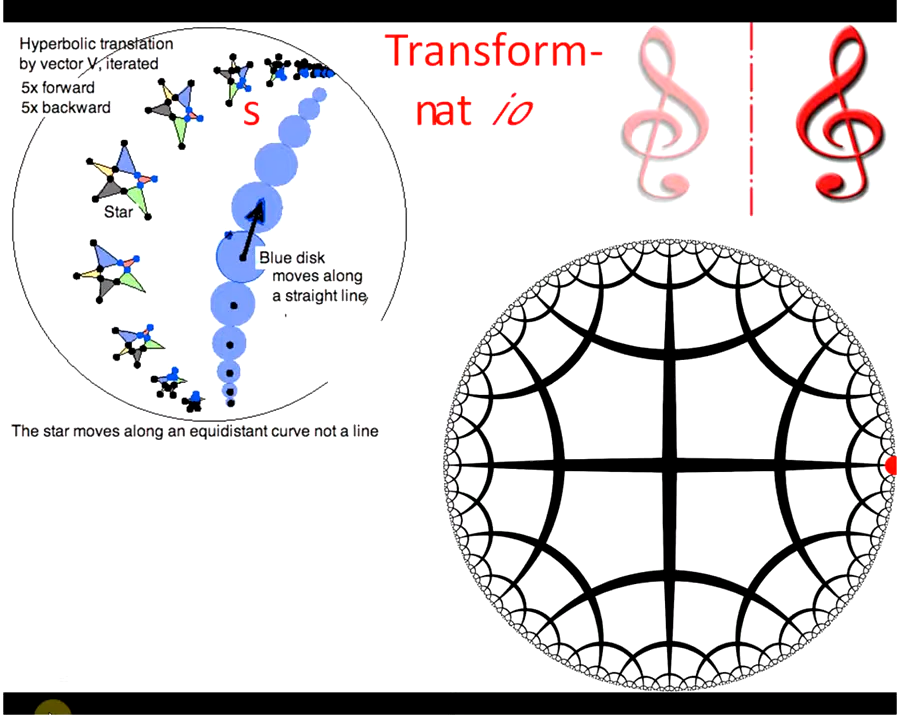 Hyperbolic translation
by vector V, iterated
5x forward
5x backward
S
Star
Blue disk
moves along
a straight line
The star moves along an equidistant curve not a line
Transform-
nat io